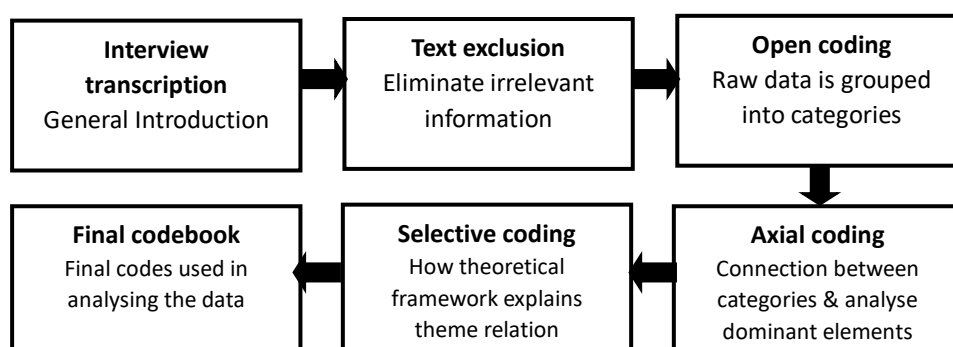 Interview
transcription
General Introduction
Text exclusion
Eliminate irrelevant
information
Open coding
Raw data is grouped
into categories
Axial coding
Connection between
categories & analyse
dominant elements
Selective coding
How theoretical
framework explains
theme relation
Final codebook
Final codes used in
analysing the data